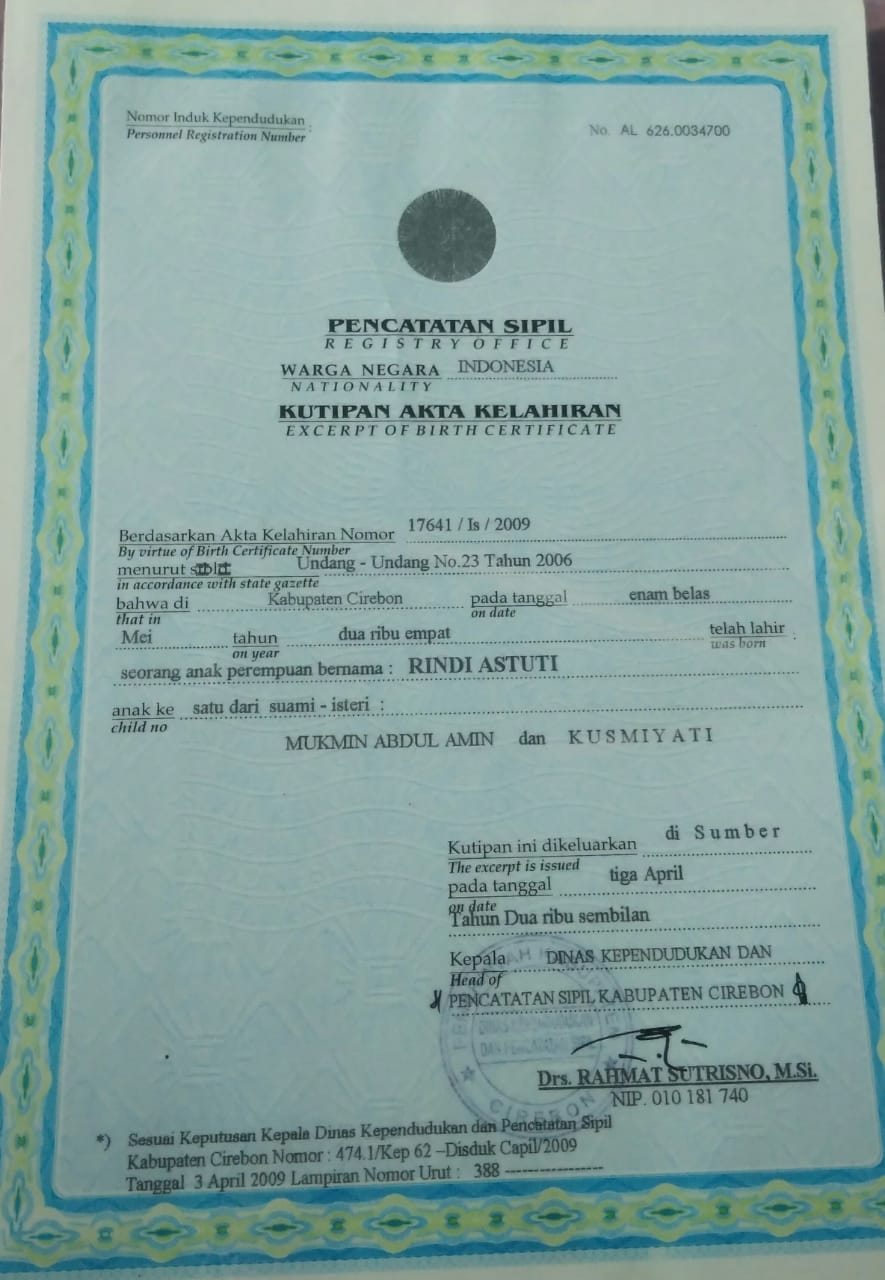 Nomor Induk Kependudukan :
Personnel Registration Number
No. AL 626.0034700
PENCATATAN SIPIL
REGISTRY OFFICE
WARGA NEGARA INDONESIA
NATIONALITY
KUTIPAN AKTA KELAHIRAN
EXCERPT OF BIRTH CERTIFICATE
Berdasarkan Akta Kelahiran Nomor 17641 / Is / 2009
By virtue of Birth Certificate Number
menurut Undang - Undang No.23 Tahun 2006
in accordance with state gazette
bahwa di Kabupaten Cirebon pada tanggal enam belas
that in on date
Mei tahun dua ribu empat telah lahir :
on year was born
seorang anak perempuan bernama : RINDI ASTUTI
anak ke satu dari suami - isteri :
child no
MUKMIN ABDUL AMIN dan KUSMIYATI
Kutipan ini dikeluarkan di Sumber
The excerpt is issued
pada tanggal tiga April
on date
Tahun Dua ribu sembilan
Kepala DINAS KEPENDUDUKAN DAN
Head of
PENCATATAN SIPIL KABUPATEN CIREBON
CIREBON
Drs. RAHMAT SUTRISNO, M.Si.
NIP. 010 181 740
*) Sesuai Keputusan Kepala Dinas Kependudukan dan Pencatatan Sipil
Kabupaten Cirebon Nomor : 474.1/Kep 62 –Disduk Capil/2009
Tanggal 3 April 2009 Lampiran Nomor Urut : 388 -----------------